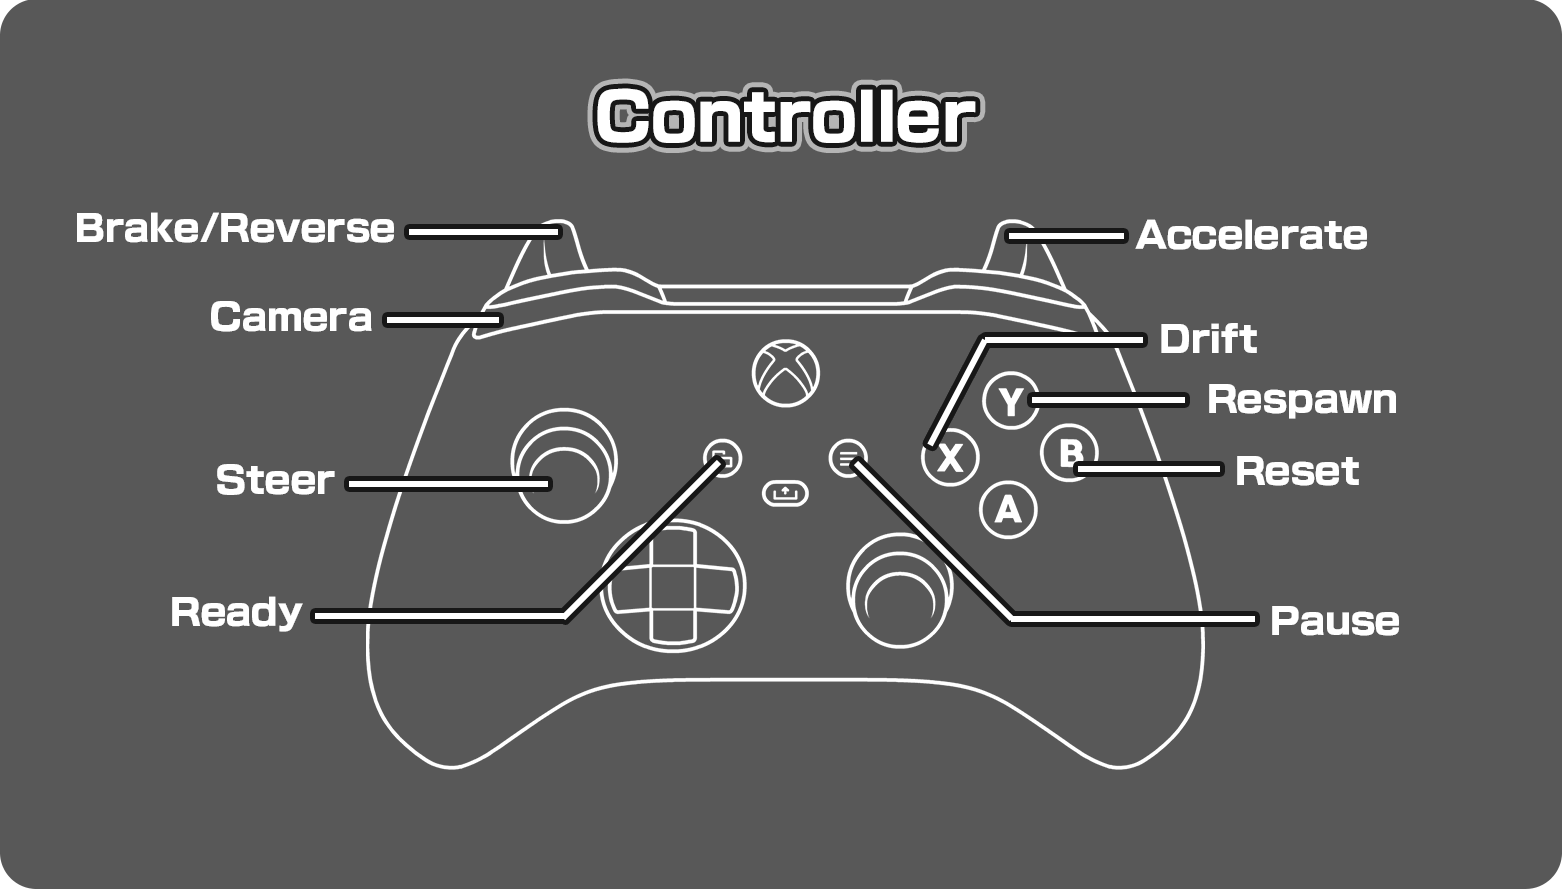 Controller
Brake/Reverse
Accelerate
Camera
Drift
Y
Respawn
X
B
Reset
Steer
A
Ready
Pause